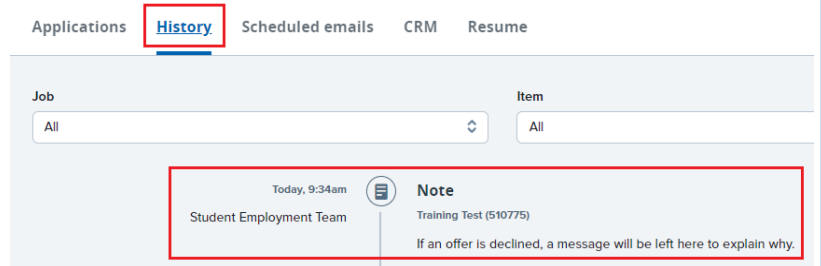 Applications History Scheduled emails CRM Resume
Job Item
All All
Today, 9:34am Note
Student Employment Team Training Test (510775)
If an offer is declined, a message will be left here to explain why.